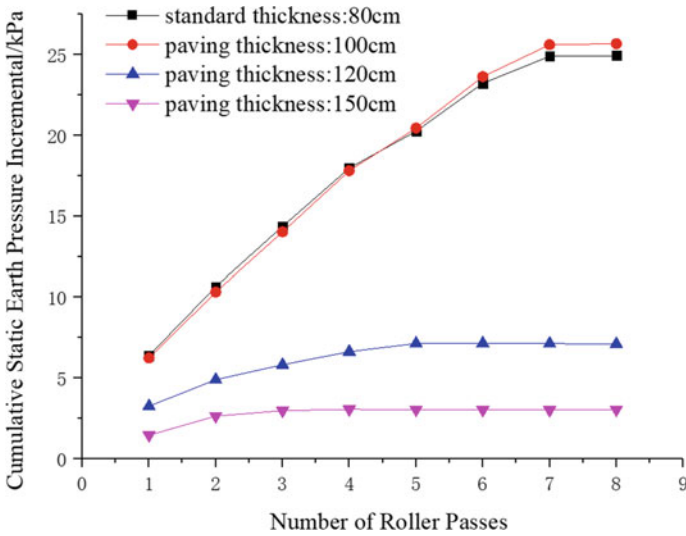 standard thickness:80cm
paving thickness:100cm
paving thickness:120cm
paving thickness:150cm
Cumulative Static Earth Pressure Incremental/kPa
25
20
15
10
5
0
0 1 2 3 4 5 6 7 8 9
Number of Roller Passes